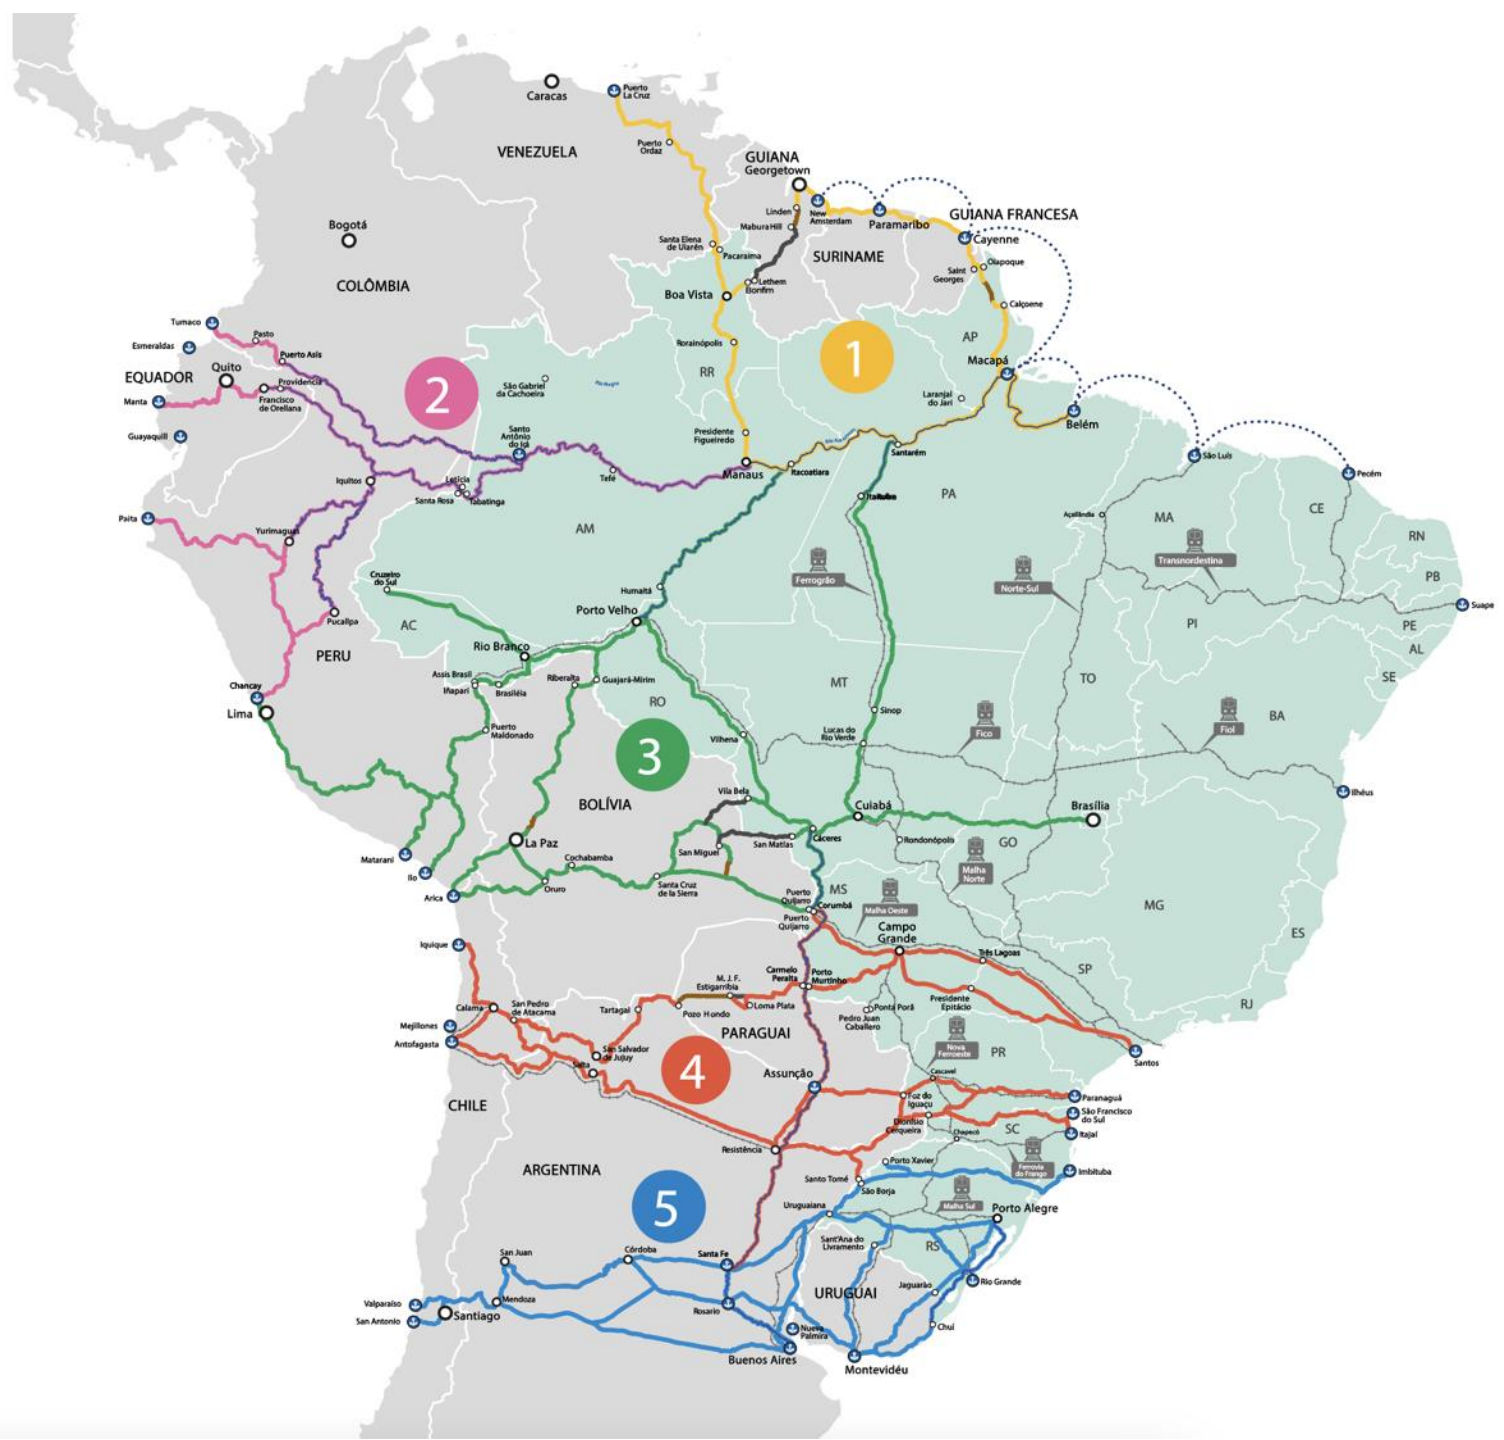 Caracas
Puerto
La Cruz
VENEZUELA
Puerto
Ordaz
GUIANA
Georgetown
Linden
New
Amsterdam
Mabura Hill
Paramaribo
GUIANA FRANCESA
Cayenne
Bogotá
COLÔMBIA
Santa Elena
de Uiarén
Pacaraima
SURINAME
Saint
Georges
Oiapoque
Lethem
Bonfim
Boa Vista
Calçoene
Tumaco
Pasto
Esmeraldas
Puerto Asis
Rorainópolis
1
AP
Macapá
EQUADOR
Quito
Providencia
Francisco
de Orellana
Manta
2
São Gabriel
da Cachoeira
Rio Negro
RR
Laranjal
do Jari
Guayaquill
Santo
Antônio
do Içá
Presidente
Figueiredo
Belém
Santarém
São Luís
Pecém
Iquitos
Letícia
Santa Rosa
Tabatinga
Tefé
Manaus
Itacoatiara
Itaituba
PA
Açailândia
MA
CE
RN
Paita
Yurimaguas
AM
Ferrogrão
Norte-Sul
Transnordestina
PB
Cruzeiro
do Sul
Humaitá
Suape
Porto Velho
Pucallpa
AC
PI
PE
AL
PERU
Rio Branco
Assis Brasil
Iñapari
Brasiléia
Riberalta
Guajará-Mirim
MT
TO
SE
Chancay
Lima
RO
Sinop
BA
Puerto
Maldonado
Vilhena
Lucas do
Rio Verde
Fico
Fiol
3
BOLÍVIA
Vila Bela
Cuiabá
Brasília
Ilhéus
La Paz
San Miguel
San Matías
Cáceres
Rondonópolis
GO
Matarani
Cochabamba
Malha
Norte
Ilo
Oruro
Santa Cruz
de la Sierra
Arica
Puerto
Quijarro
Corumbá
Puerto
Quijarro
MS
Malha Oeste
MG
Iquique
Campo
Grande
Três Lagoas
ES
SP
Carmelo
Peralta
Porto
Murtinho
M. J. F.
Estigarribia
Presidente
Epitácio
RJ
Calama
San Pedro
de Atacama
Tartagal
Pozo Hondo
Loma Plata
Ponta Porã
Pedro Juan
Caballero
Mejillones
Antofagasta
PARAGUAI
Nova
Ferroeste
PR
San Salvador
de Jujuy
Salta
4
Assunção
Cascavel
Santos
CHILE
Foz do
Iguaçu
Paranaguá
Dionísio
Cerqueira
São Francisco
do Sul
SC
Chapecó
Itajaí
Resistência
Ferrovia
do Frango
Porto Xavier
Imbituba
ARGENTINA
Santo Tomé
São Borja
5
Uruguaiana
Malha Sul
Porto Alegre
San Juan
Córdoba
Santa Fe
Sant'Ana do
Livramento
RS
Rio Grande
Jaguarão
URUGUAI
Valparaíso
Mendoza
San Antonio
Santiago
Rosario
Nueva
Palmira
Chuí
Buenos Aires
Montevidéu